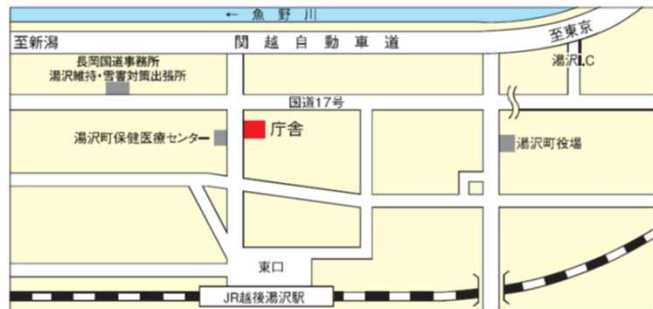 ← 魚野川
至新潟
関越自動車道
至東京
湯沢I.C
長岡国道事務所
湯沢維持・雪害対策出張所
国道17号
湯沢町保健医療センター
庁舎
湯沢町役場
東口
JR越後湯沢駅